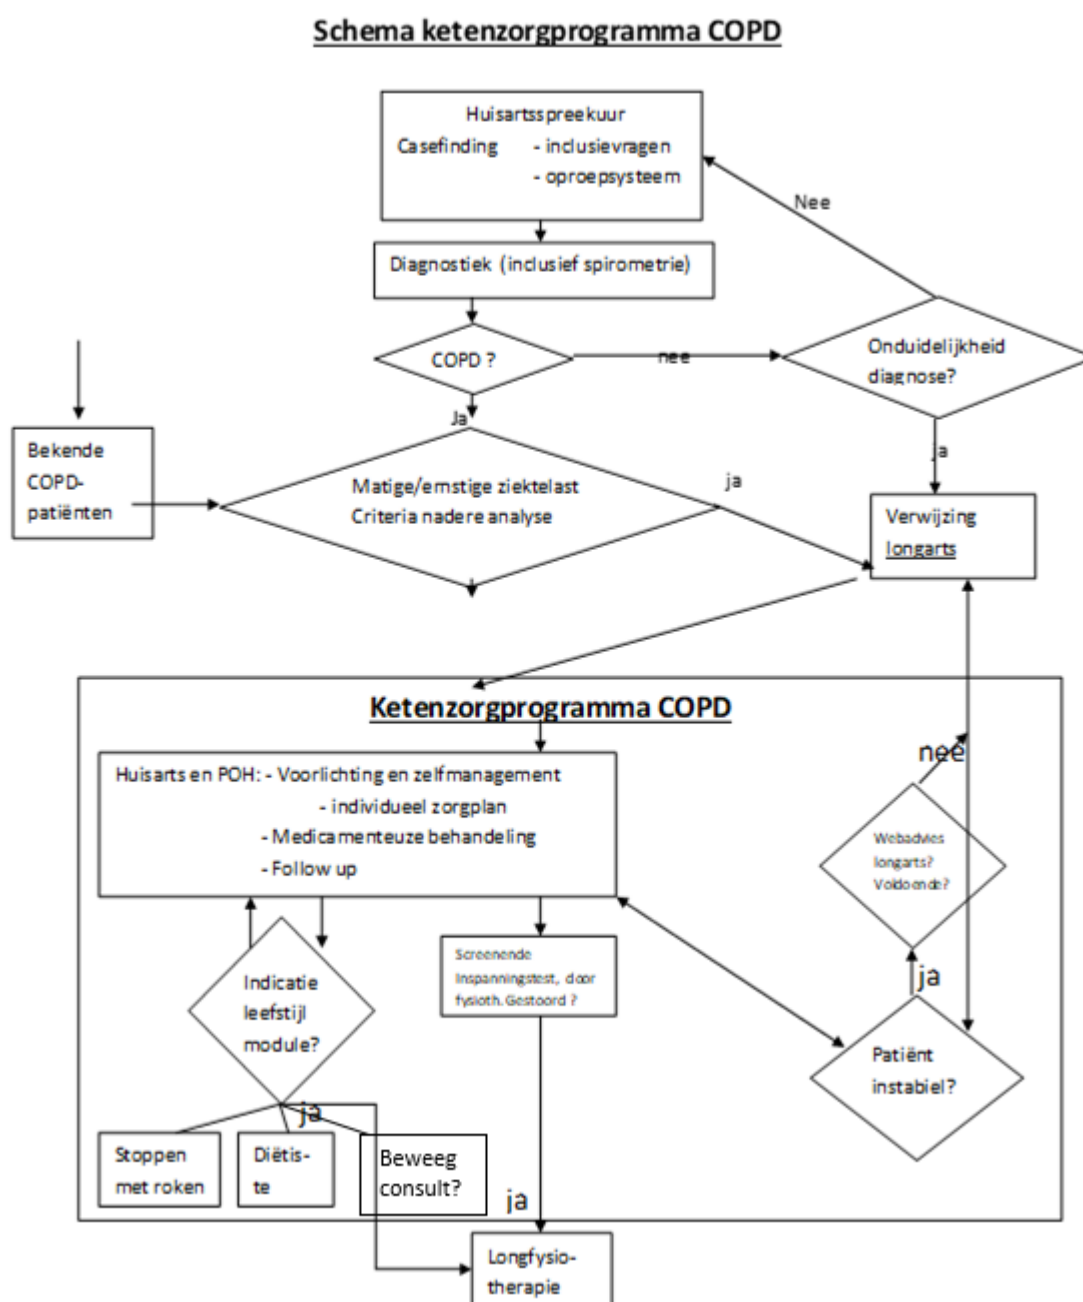 Schema ketenzorgprogramma COPD
Huisartsspreekuur
Casefinding - inclusievragen
- oproepsysteem
Nee
Diagnostiek (inclusief spirometrie)
COPD ?
nee
Onduidelijkheid
diagnose?
Ja
ja
Bekende
COPD-
patiënten
Matige/ernstige ziektelast
Criteria nadere analyse
ja
Verwijzing
longarts
Ketenzorgprogramma COPD
Huisarts en POH: - Voorlichting en zelfmanagement
- individueel zorgplan
- Medicamenteuze behandeling
- Follow up
nee
Webadvies
longarts?
Voldoende?
Screenende
Inspanningstest, door
fysioth. Gestoord ?
Indicatie
leefstijl
module?
ja
Patiënt
instabiel?
ja
Stoppen
met roken
Diëtis-
te
Beweeg
consult?
ja
Longfysio-
therapie